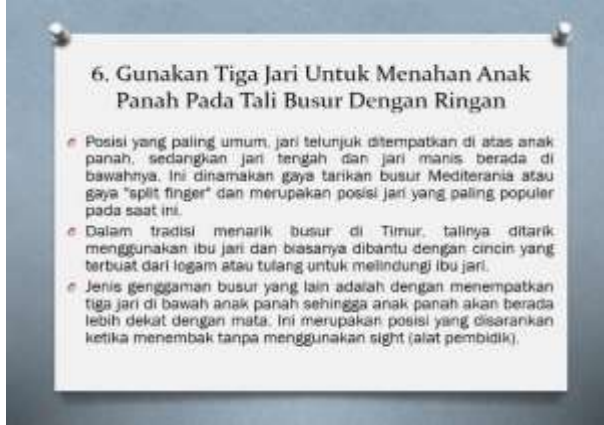 6. Gunakan Tiga Jari Untuk Menahan Anak
Panah Pada Tali Busur Dengan Ringan
Posisi yang paling umum, jari telunjuk ditempatkan di atas anak
panah, sedangkan jari tengah dan jari manis berada di
bawahnya. Ini dinamakan gaya tarikan busur Mediterania atau
gaya "split finger" dan merupakan posisi jari yang paling populer
pada saat ini.
Dalam tradisi menarik busur di Timur, talinya ditarik
menggunakan ibu jari dan biasanya dibantu dengan cincin yang
terbuat dari logam atau tulang untuk melindungi ibu jari.
Jenis genggaman busur yang lain adalah dengan menempatkan
tiga jari di bawah anak panah sehingga anak panah akan berada
lebih dekat dengan mata. Ini merupakan posisi yang disarankan
ketika menembak tanpa menggunakan sight (alat pembidik).